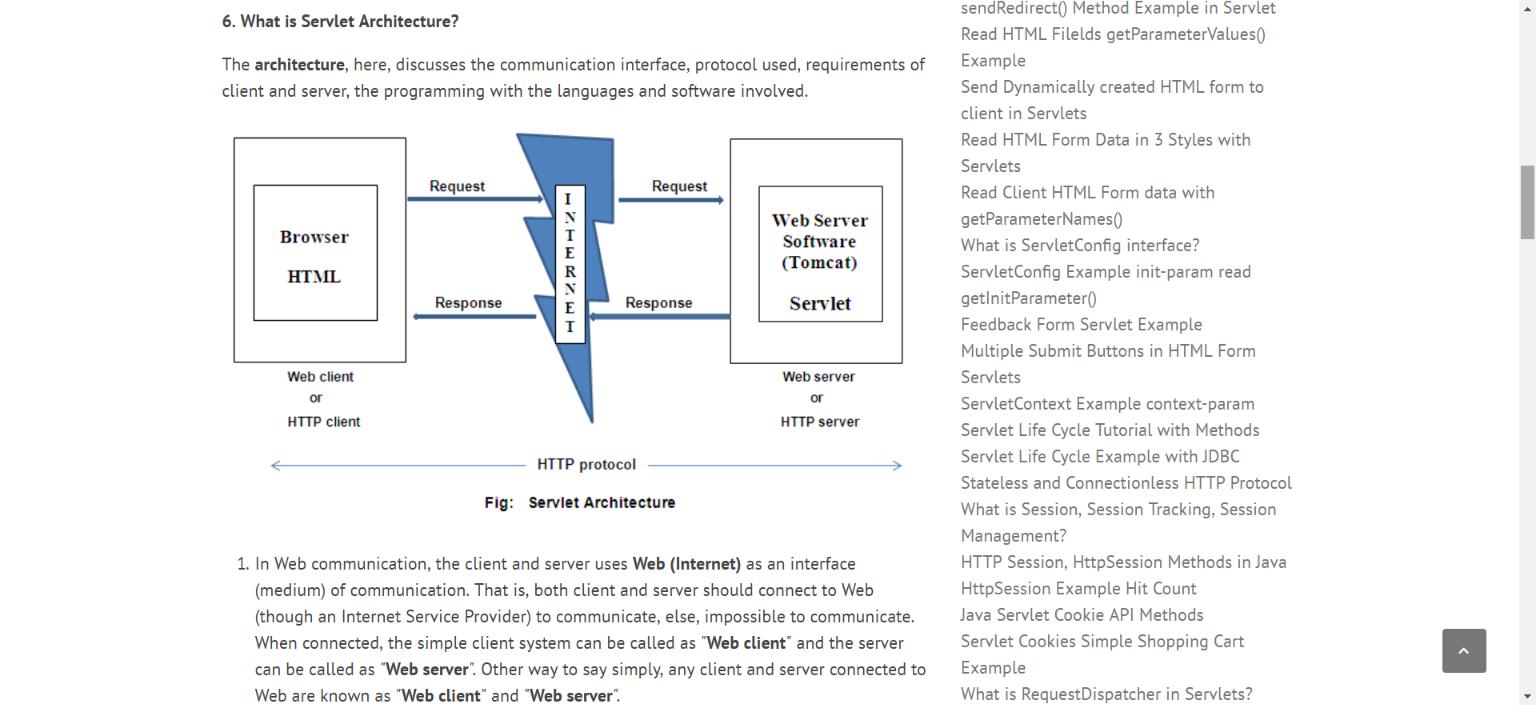 6. What is Servlet Architecture?
The architecture, here, discusses the communication interface, protocol used, requirements of
client and server, the programming with the languages and software involved.
Request
Request
Browser
HTML
I
N
T
E
R
N
E
T
Web Server
Software
(Tomcat)
Servlet
Response
Response
Web client
or
HTTP client
Web server
or
HTTP server
HTTP protocol
Fig: Servlet Architecture
1. In Web communication, the client and server uses Web (Internet) as an interface
(medium) of communication. That is, both client and server should connect to Web
(though an Internet Service Provider) to communicate, else, impossible to communicate.
When connected, the simple client system can be called as "Web client" and the server
can be called as "Web server". Other way to say simply, any client and server connected to
Web are known as "Web client" and "Web server".
sendRedirect() Method Example in Servlet
Read HTML Filelds getParameterValues()
Example
Send Dynamically created HTML form to
client in Servlets
Read HTML Form Data in 3 Styles with
Servlets
Read Client HTML Form data with
getParameterNames()
What is ServletConfig interface?
ServletConfig Example init-param read
getInitParameter()
Feedback Form Servlet Example
Multiple Submit Buttons in HTML Form
Servlets
ServletContext Example context-param
Servlet Life Cycle Tutorial with Methods
Servlet Life Cycle Example with JDBC
Stateless and Connectionless HTTP Protocol
What is Session, Session Tracking, Session
Management?
HTTP Session, HttpSession Methods in Java
HttpSession Example Hit Count
Java Servlet Cookie API Methods
Servlet Cookies Simple Shopping Cart
Example
What is RequestDispatcher in Servlets?